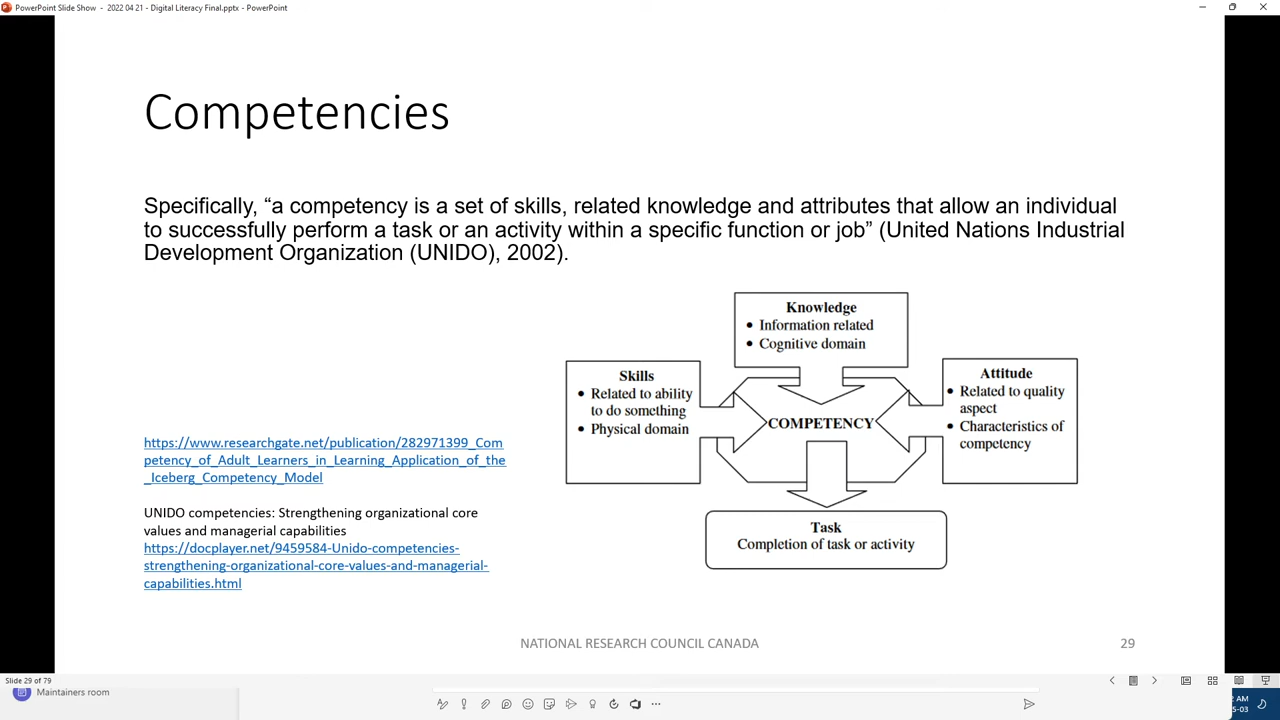 PowerPoint Slide Show - 2022 04 21 - Digital Literacy Final.pptx - PowerPoint
Competencies
Specifically, “a competency is a set of skills, related knowledge and attributes that allow an individual
to successfully perform a task or an activity within a specific function or job” (United Nations Industrial
Development Organization (UNIDO), 2002).
Knowledge
• Information related
• Cognitive domain
Skills
• Related to ability
to do something
• Physical domain
Attitude
• Related to quality
aspect
• Characteristics of
competency
COMPETENCY
Task
Completion of task or activity
https://www.researchgate.net/publication/282971399_Com
petency_of_Adult_Learners_in_Learning_Application_of_the
_Iceberg_Competency_Model
UNIDO competencies: Strengthening organizational core
values and managerial capabilities
https://docplayer.net/9459584-Unido-competencies-
strengthening-organizational-core-values-and-managerial-
capabilities.html
NATIONAL RESEARCH COUNCIL CANADA
29
Slide 29 of 79
Maintainers room
AM